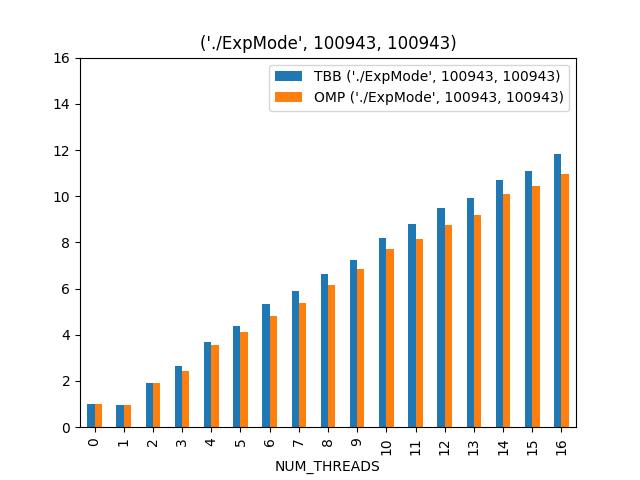 ('./ExpMode', 100943, 100943)
TBB ('./ExpMode', 100943, 100943)
OMP ('./ExpMode', 100943, 100943)
16
14
12
10
8
6
4
2
0
0 1 2 3 4 5 6 7 8 9 10 11 12 13 14 15 16
NUM_THREADS